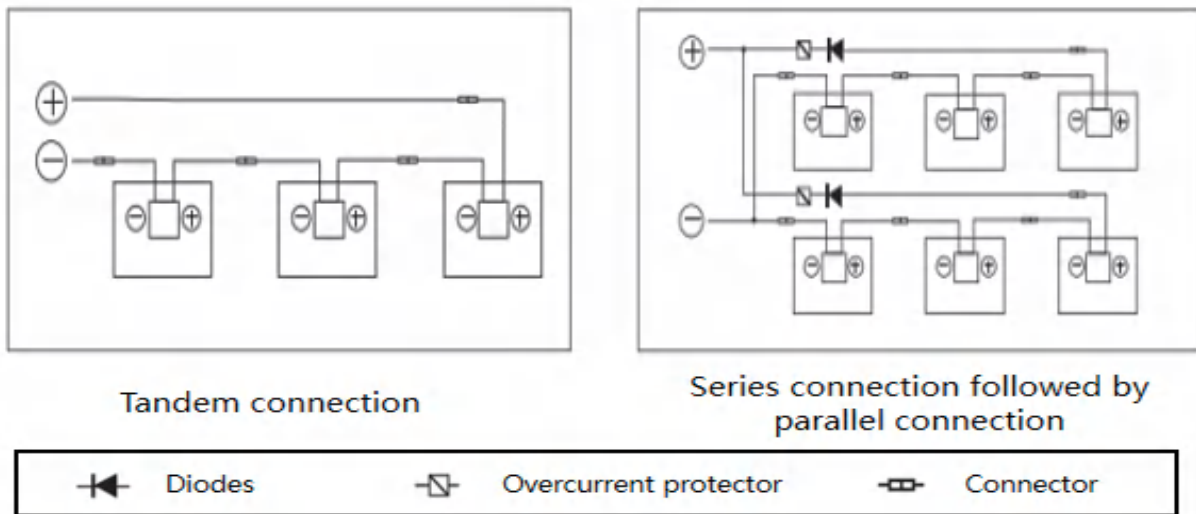 Tandem connection
Series connection followed by
parallel connection
Diodes
Overcurrent protector
Connector